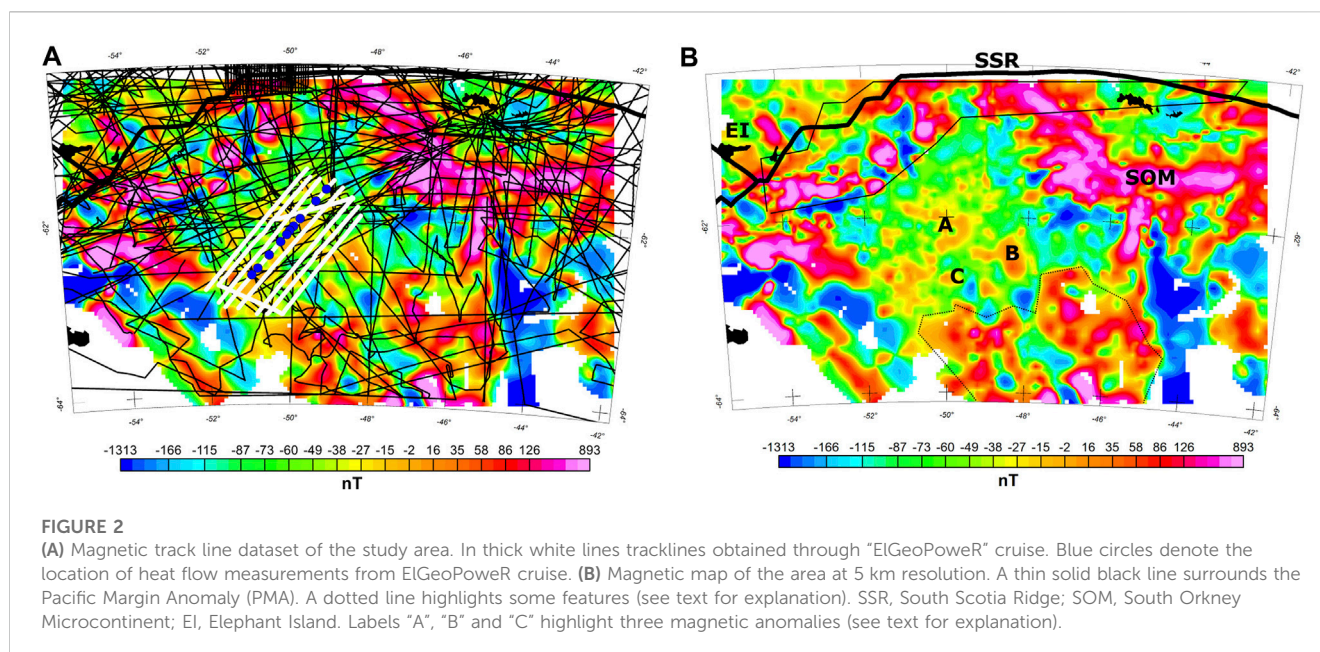 A
-54°
-52°
-50°
-48°
-46°
-44°
-42°
-62°
-62°
-64°
-64°
-54°
-52°
-50°
-48°
-46°
-44°
-42°
-1313 -166 -115 -87 -73 -60 -49 -38 -27 -15 -2 16 35 58 86 126 893
nT
B
-54°
-52°
-50°
-48°
-46°
-44°
-42°
SSR
EI
SOM
A
B
C
-62°
-62°
-64°
-64°
-54°
-52°
-50°
-48°
-46°
-44°
-42°
-1313 -166 -115 -87 -73 -60 -49 -38 -27 -15 -2 16 35 58 86 126 893
nT
FIGURE 2
(A) Magnetic track line dataset of the study area. In thick white lines tracklines obtained through “ElGeoPoweR” cruise. Blue circles denote the
location of heat flow measurements from ElGeoPoweR cruise. (B) Magnetic map of the area at 5 km resolution. A thin solid black line surrounds the
Pacific Margin Anomaly (PMA). A dotted line highlights some features (see text for explanation). SSR, South Scotia Ridge; SOM, South Orkney
Microcontinent; EI, Elephant Island. Labels “A”, “B” and “C” highlight three magnetic anomalies (see text for explanation).